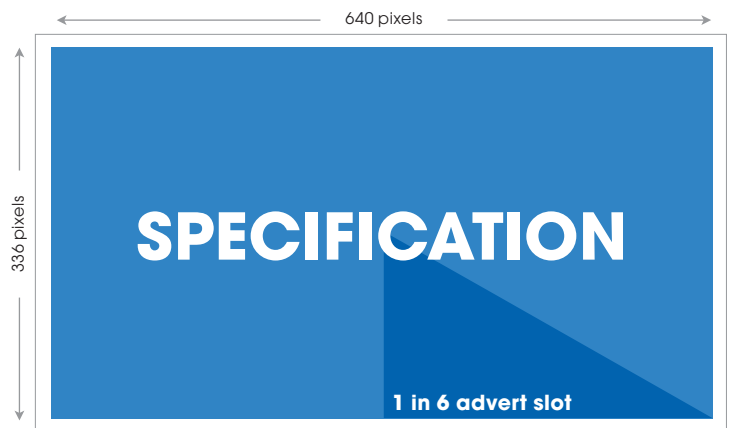 640 pixels
336 pixels
SPECIFICATION
1 in 6 advert slot